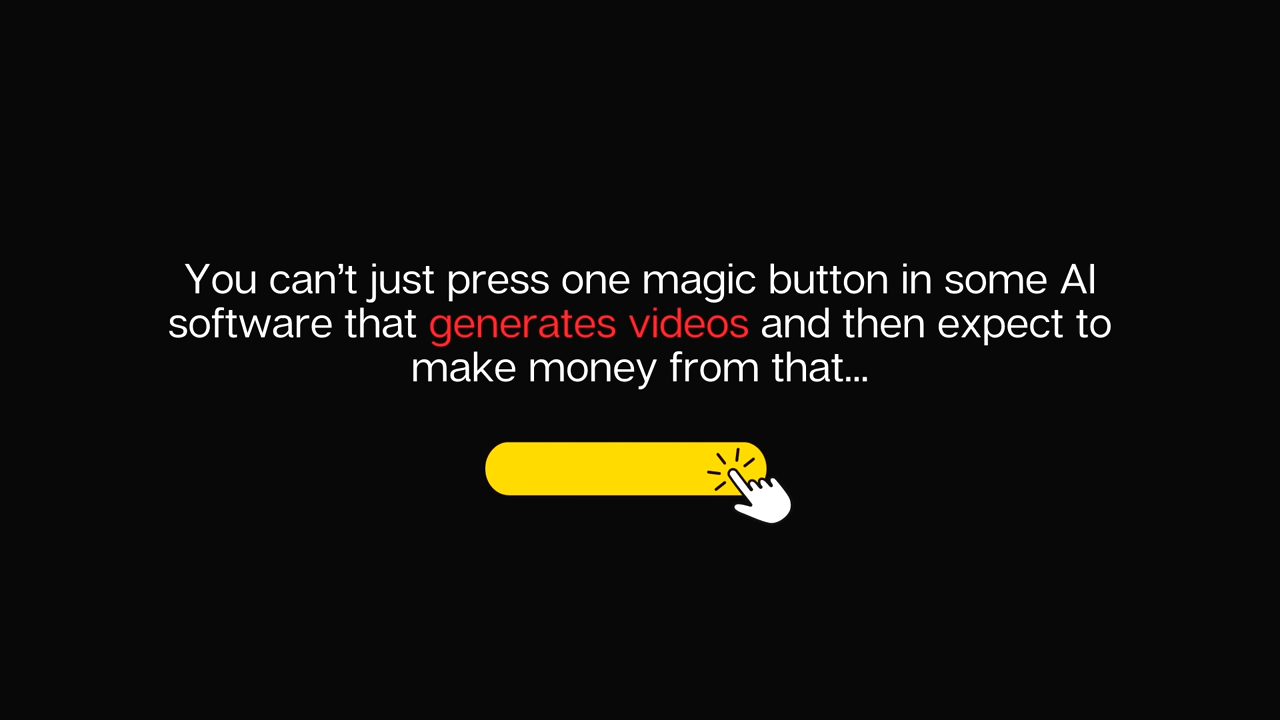 You can’t just press one magic button in some AI
software that generates videos and then expect to
make money from that...